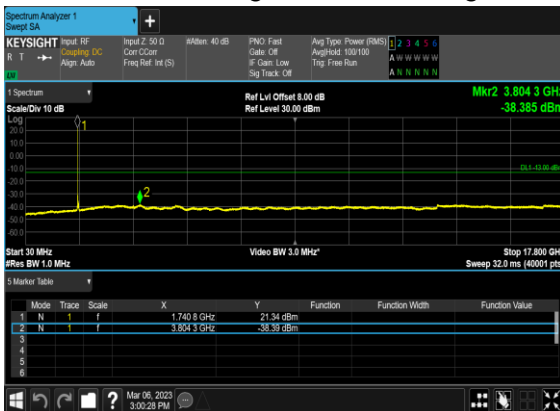 Spectrum Analyzer 1
Swept SA
KEYSIGHT Input: RF Input Z: 50 Ω #Atten: 40 dB PNO: Fast Avg Type: Power (RMS) 1 2 3 4 5 6
R T Coupling: DC Corr CCorr Gate: Off Avg|Hold: 100/100 A W W W W W
Align: Auto Freq Ref: Int (S) IF Gain: Low Trig: Free Run
Sig Track: Off A N N N N N
LV
1 Spectrum Ref Lvl Offset 8.00 dB Mkr2 3.804 3 GHz
Scale/Div 10 dB Ref Level 30.00 dBm -38.385 dBm
Log
20.0
10.0
0.00
-10.0
DL1 -13.00 dBm
-20.0
-30.0
-40.0
-50.0
-60.0
1
2
Start 30 MHz Video BW 3.0 MHz* Stop 17.800 GHz
#Res BW 1.0 MHz Sweep 32.0 ms (40001 pts
5 Marker Table
Mode Trace Scale X Y Function Function Width Function Value
1 N 1 f 1.740 8 GHz 21.34 dBm
2 N 1 f 3.804 3 GHz -38.39 dBm
3
4
5
6
? Mar 06, 2023
3:00:28 PM